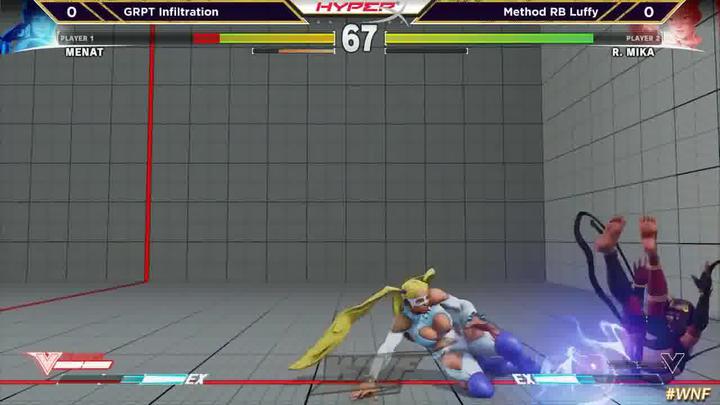 0 GRPT Infiltration HYPER Method RB Luffy 0
PLAYER 1 67 PLAYER 2
MENAT R. MIKA
V V
EX EX
#WNF